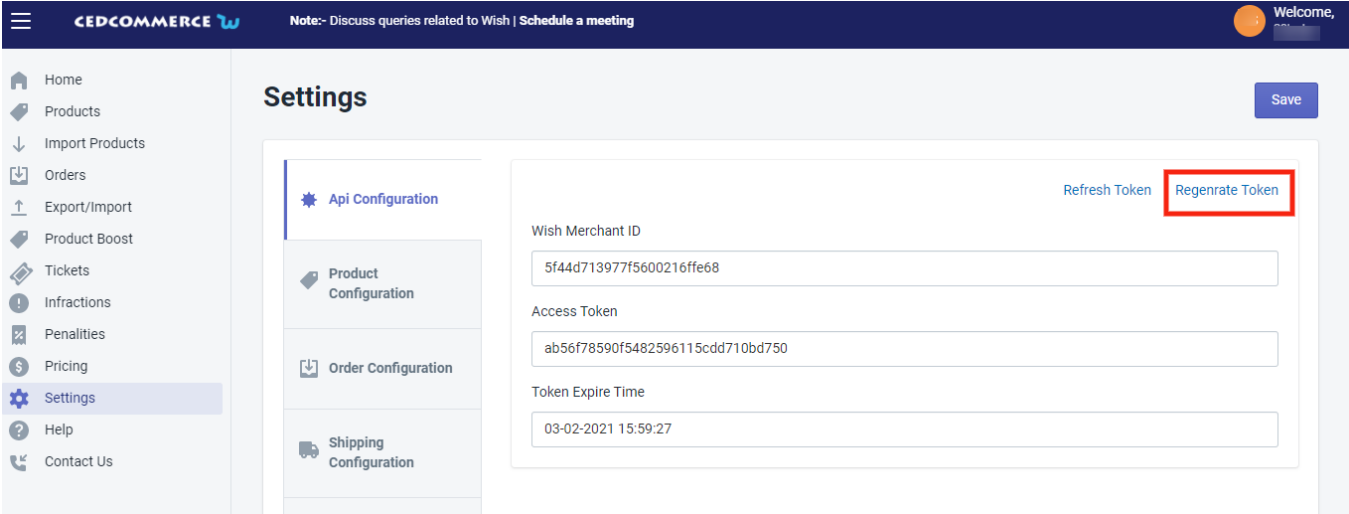 CEDCOMMERCE
Note:- Discuss queries related to Wish | Schedule a meeting
Welcome,
Home
Products
Import Products
Orders
Export/Import
Product Boost
Tickets
Infractions
Penalities
Pricing
Settings
Help
Contact Us
Settings
Save
Api Configuration
Product
Configuration
Order Configuration
Shipping
Configuration
Refresh Token
Regenrate Token
Wish Merchant ID
5f44d713977f5600216ffe68
Access Token
ab56f78590f5482596115cdd710bd750
Token Expire Time
03-02-2021 15:59:27